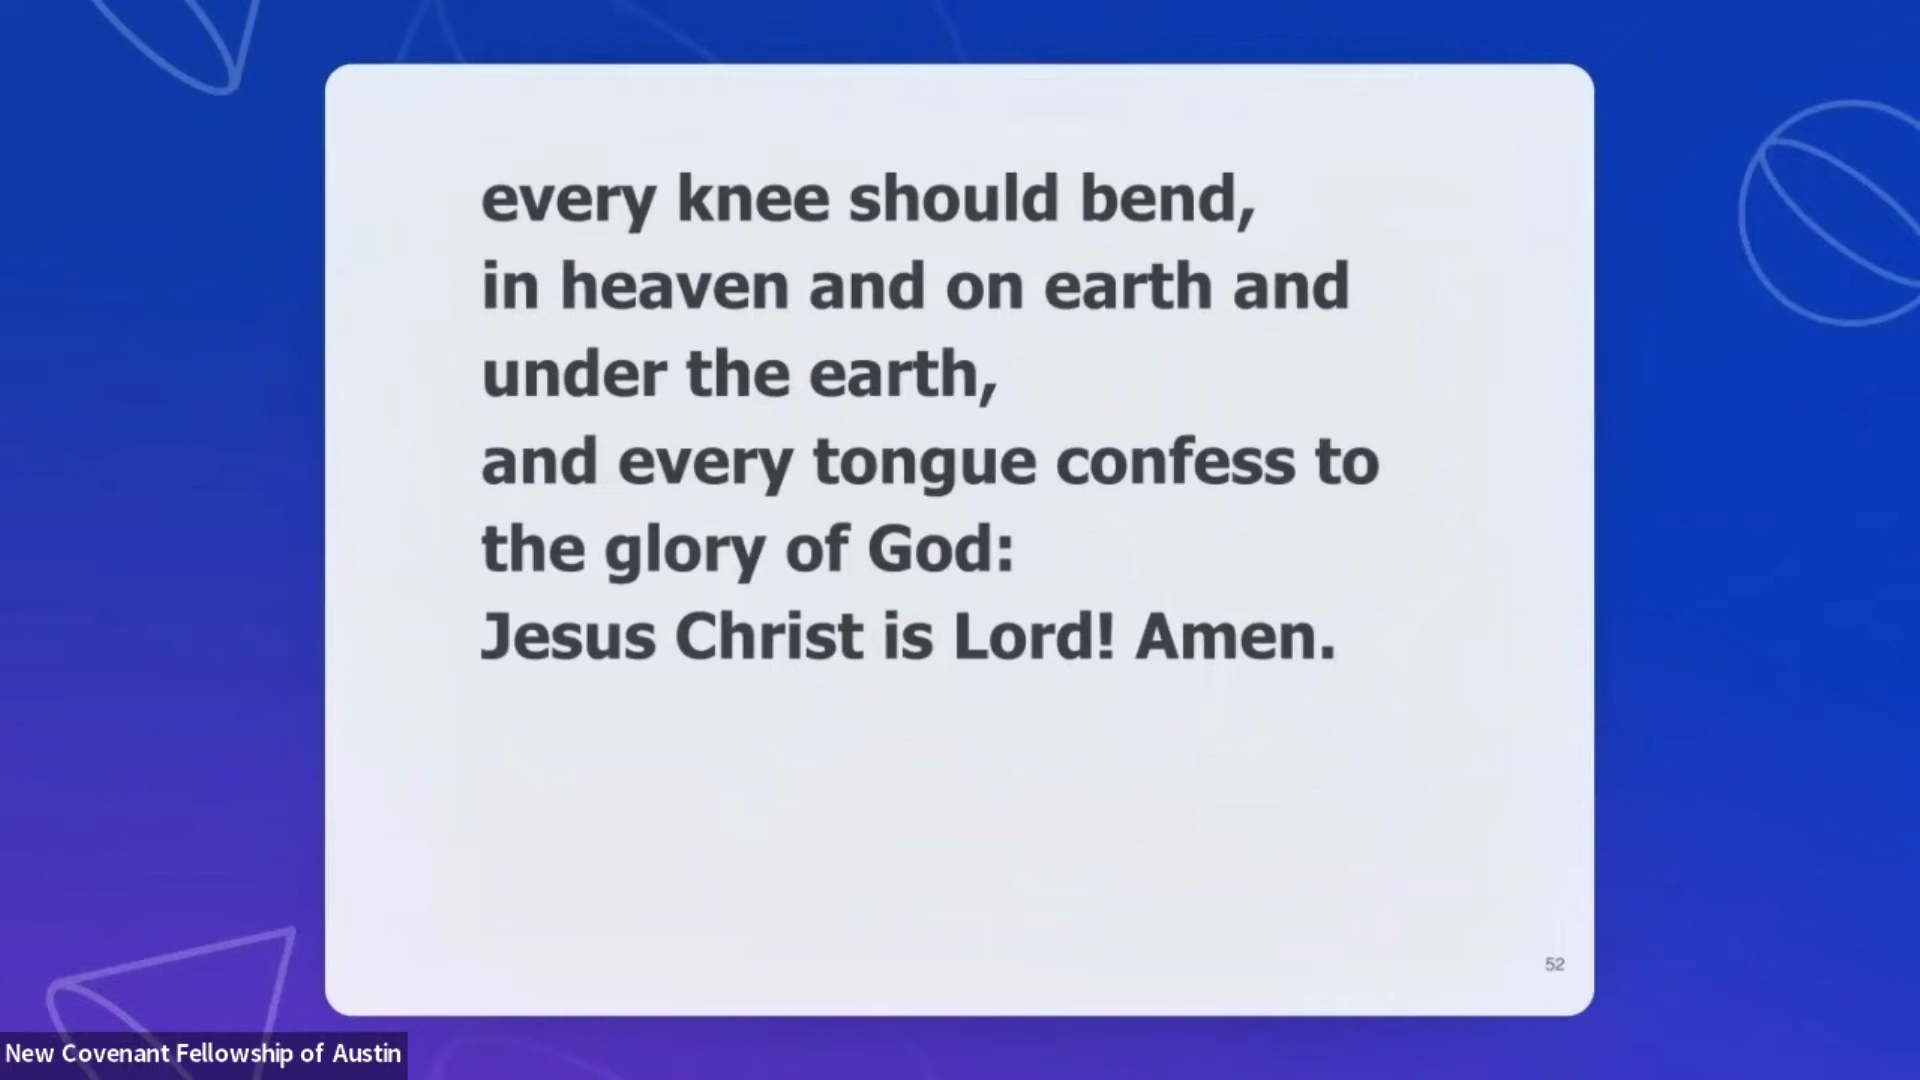 every knee should bend,
in heaven and on earth and
under the earth,
and every tongue confess to
the glory of God:
Jesus Christ is Lord! Amen.
52
New Covenant Fellowship of Austin